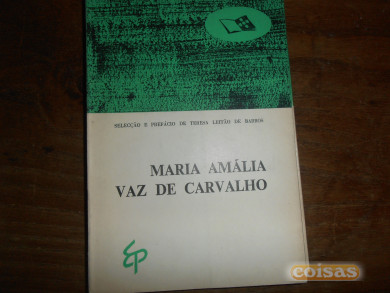 SELECÇÃO E PREFÁCIO DE TERESA LEITÃO DE BARROS
MARIA AMÁLIA
VAZ DE CARVALHO
EP
coisas